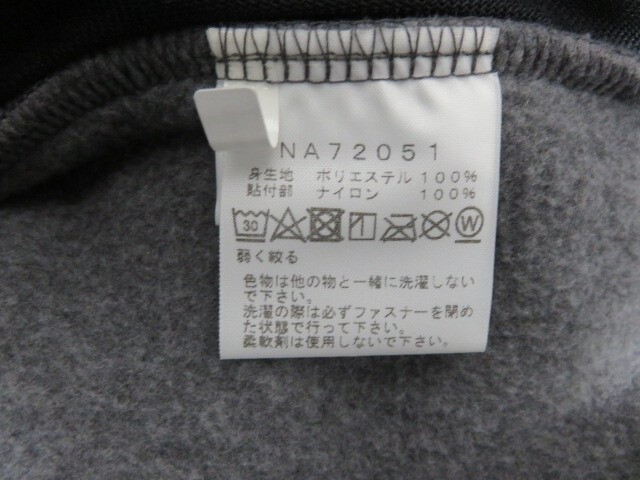 NA72051
身生地 ポリエステル 100%
貼付部 ナイロン 100%
30 W
弱く絞る
色物は他の物と一緒に洗濯しない
で下さい。
洗濯の際は必ずファスナーを閉め
た状態で行って下さい。
柔軟剤は使用しないで下さい。